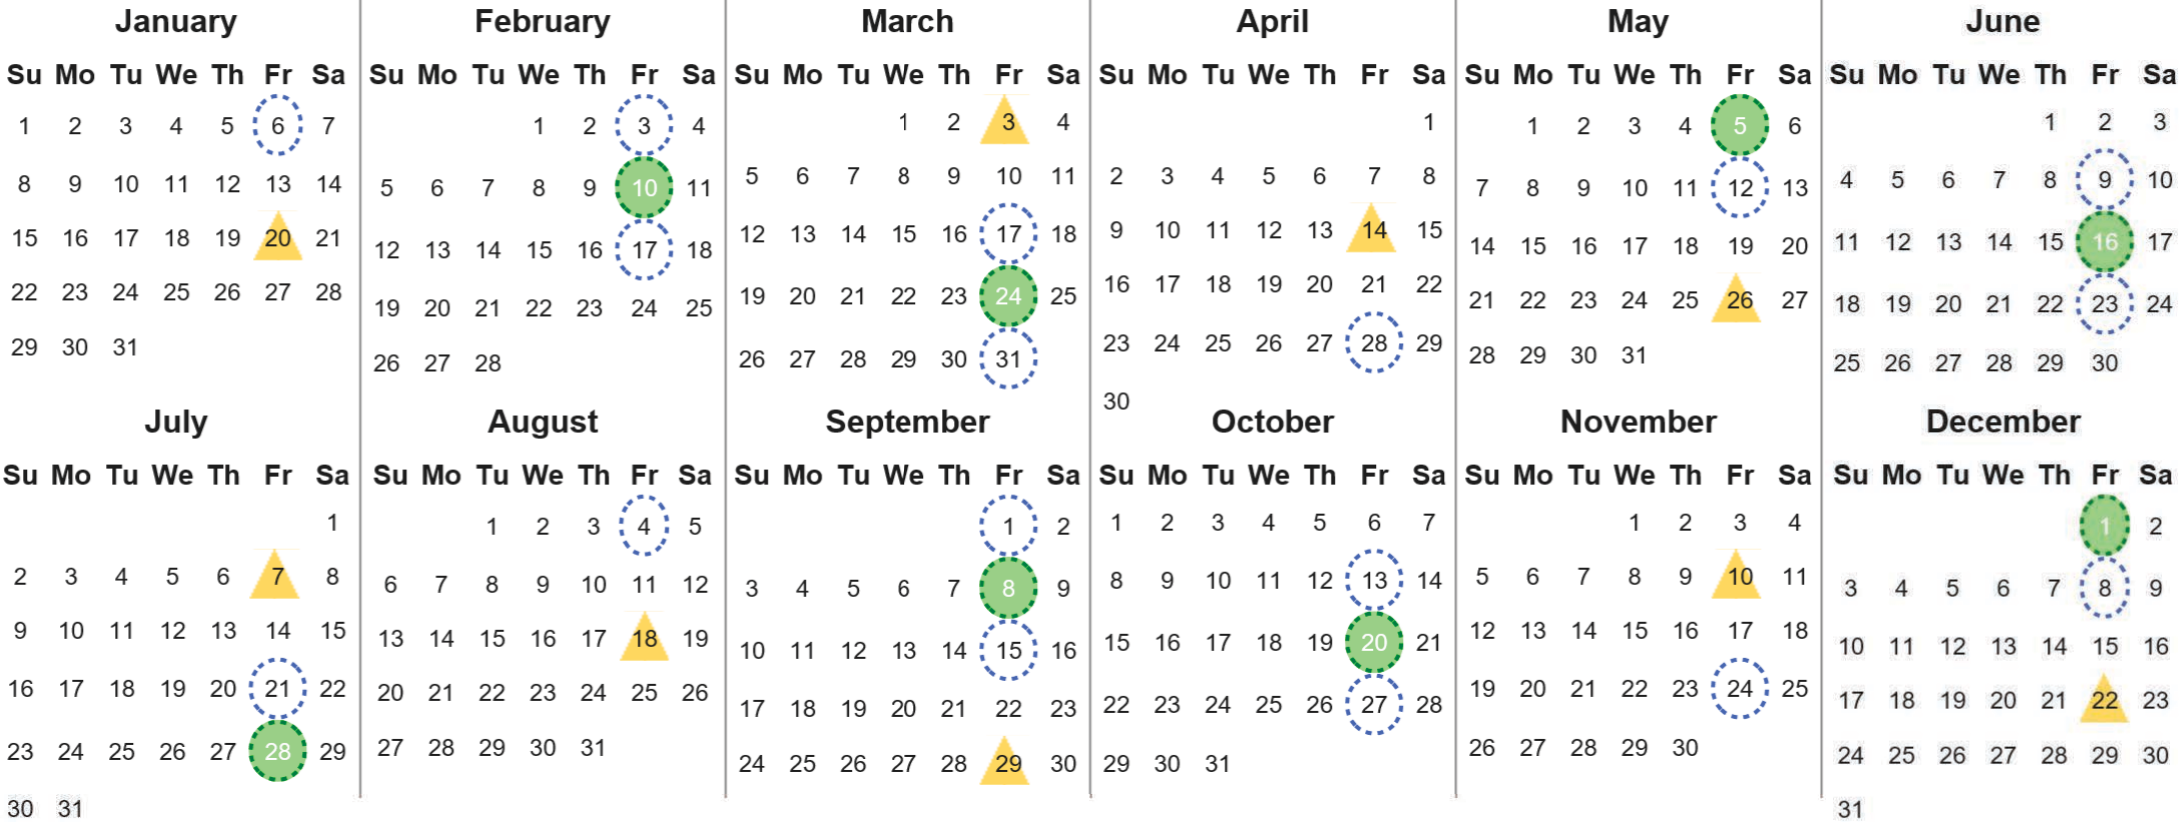 January February March April May June
Su Mo Tu We Th Fr Sa Su Mo Tu We Th Fr Sa Su Mo Tu We Th Fr Sa Su Mo Tu We Th Fr Sa Su Mo Tu We Th Fr Sa Su Mo Tu We Th Fr Sa
1 2 3 4 5 6 7 1 2 3 4 1 2 3 4 1 1 2 3 4 5 6 1 2 3
8 9 10 11 12 13 14 5 6 7 8 9 10 11 5 6 7 8 9 10 11 2 3 4 5 6 7 8 7 8 9 10 11 12 13 4 5 6 7 8 9 10
15 16 17 18 19 20 21 12 13 14 15 16 17 18 12 13 14 15 16 17 18 9 10 11 12 13 14 15 14 15 16 17 18 19 20 11 12 13 14 15 16 17
22 23 24 25 26 27 28 19 20 21 22 23 24 25 19 20 21 22 23 24 25 16 17 18 19 20 21 22 21 22 23 24 25 26 27 18 19 20 21 22 23 24
29 30 31 26 27 28 26 27 28 29 30 31 23 24 25 26 27 28 29 28 29 30 31 25 26 27 28 29 30
30
July August September October November December
Su Mo Tu We Th Fr Sa Su Mo Tu We Th Fr Sa Su Mo Tu We Th Fr Sa Su Mo Tu We Th Fr Sa Su Mo Tu We Th Fr Sa Su Mo Tu We Th Fr Sa
1 1 2 3 4 5 1 2 1 2 3 4 5 6 7 1 2 3 4 1 2
2 3 4 5 6 7 8 6 7 8 9 10 11 12 3 4 5 6 7 8 9 8 9 10 11 12 13 14 5 6 7 8 9 10 11 3 4 5 6 7 8 9
9 10 11 12 13 14 15 13 14 15 16 17 18 19 10 11 12 13 14 15 16 15 16 17 18 19 20 21 12 13 14 15 16 17 18 10 11 12 13 14 15 16
16 17 18 19 20 21 22 20 21 22 23 24 25 26 17 18 19 20 21 22 23 22 23 24 25 26 27 28 19 20 21 22 23 24 25 17 18 19 20 21 22 23
23 24 25 26 27 28 29 27 28 29 30 31 24 25 26 27 28 29 30 29 30 31 26 27 28 29 30 24 25 26 27 28 29 30
30 31 31